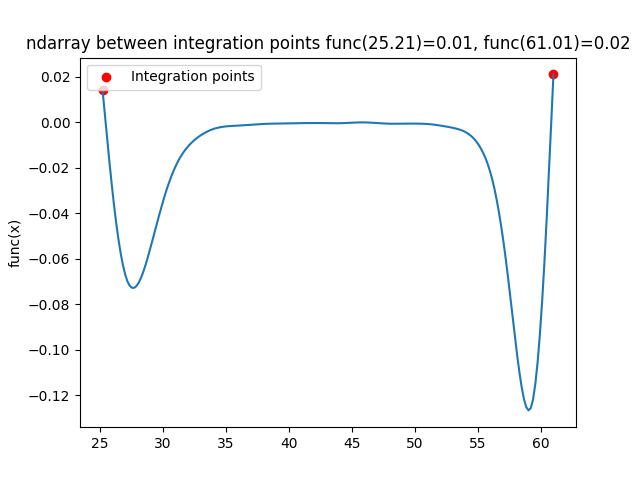 ndarray between integration points func(25.21)=0.01, func(61.01)=0.02
Integration points
func(x)
0.02
0.00
−0.02
−0.04
−0.06
−0.08
−0.10
−0.12
25 30 35 40 45 50 55 60